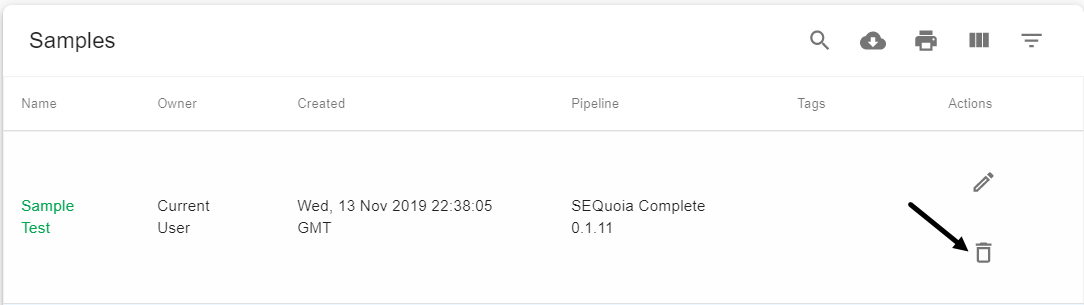 Samples
Name Owner Created Pipeline Tags Actions
Sample Current Wed, 13 Nov 2019 22:38:05 SEQuoia Complete
Test User GMT 0.1.11